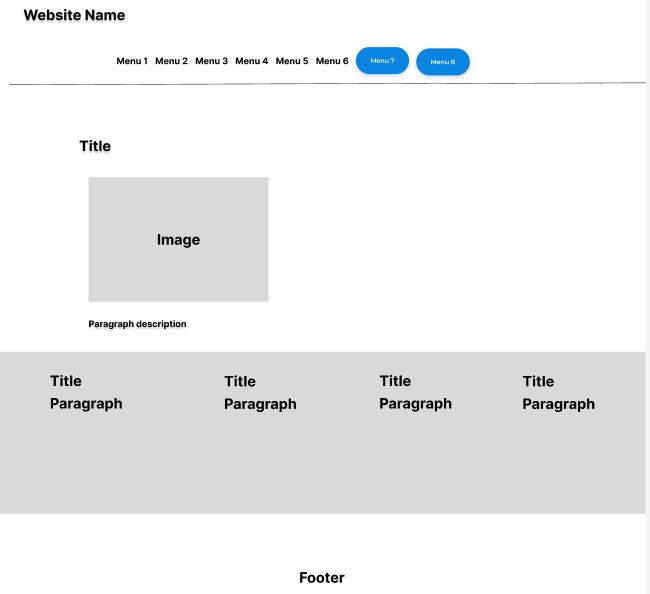 Website Name
Menu 1 Menu 2 Menu 3 Menu 4 Menu 5 Menu 6 Menu 7 Menu 8
Title
Image
Paragraph description
Title Title Title Title
Paragraph Paragraph Paragraph Paragraph
Footer